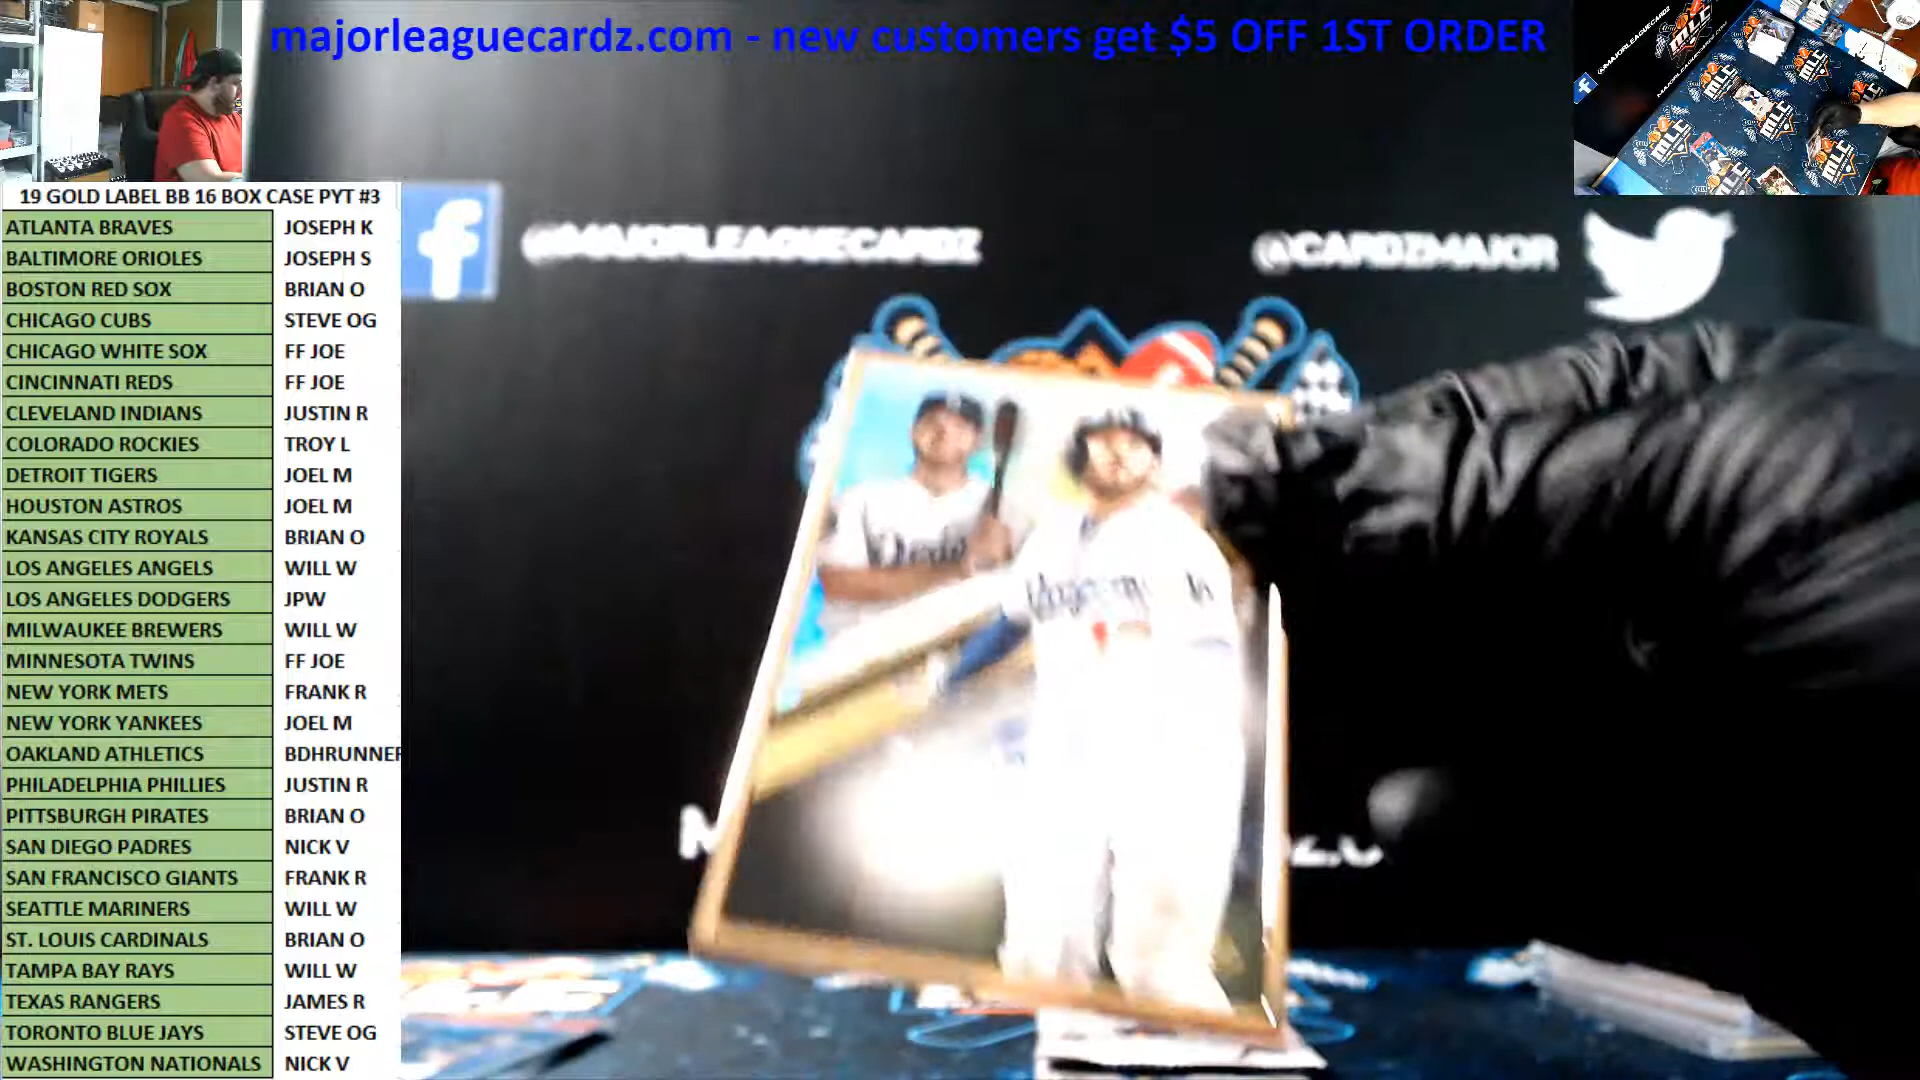 majorleaguecardz.com - new customers get $5 OFF 1ST ORDER
19 GOLD LABEL BB 16 BOX CASE PYT #3
ATLANTA BRAVES JOSEPH K
BALTIMORE ORIOLES JOSEPH S
BOSTON RED SOX BRIAN O
CHICAGO CUBS STEVE OG
CHICAGO WHITE SOX FF JOE
CINCINNATI REDS FF JOE
CLEVELAND INDIANS JUSTIN R
COLORADO ROCKIES TROY L
DETROIT TIGERS JOEL M
HOUSTON ASTROS JOEL M
KANSAS CITY ROYALS BRIAN O
LOS ANGELES ANGELS WILL W
LOS ANGELES DODGERS JPW
MILWAUKEE BREWERS WILL W
MINNESOTA TWINS FF JOE
NEW YORK METS FRANK R
NEW YORK YANKEES JOEL M
OAKLAND ATHLETICS BDHRUNNER
PHILADELPHIA PHILLIES JUSTIN R
PITTSBURGH PIRATES BRIAN O
SAN DIEGO PADRES NICK V
SAN FRANCISCO GIANTS FRANK R
SEATTLE MARINERS WILL W
ST. LOUIS CARDINALS BRIAN O
TAMPA BAY RAYS WILL W
TEXAS RANGERS JAMES R
TORONTO BLUE JAYS STEVE OG
WASHINGTON NATIONALS NICK V
@MAJORLEAGUECARDZ
@CARDZMAJOR
MLC
MLC
MLC
MLC